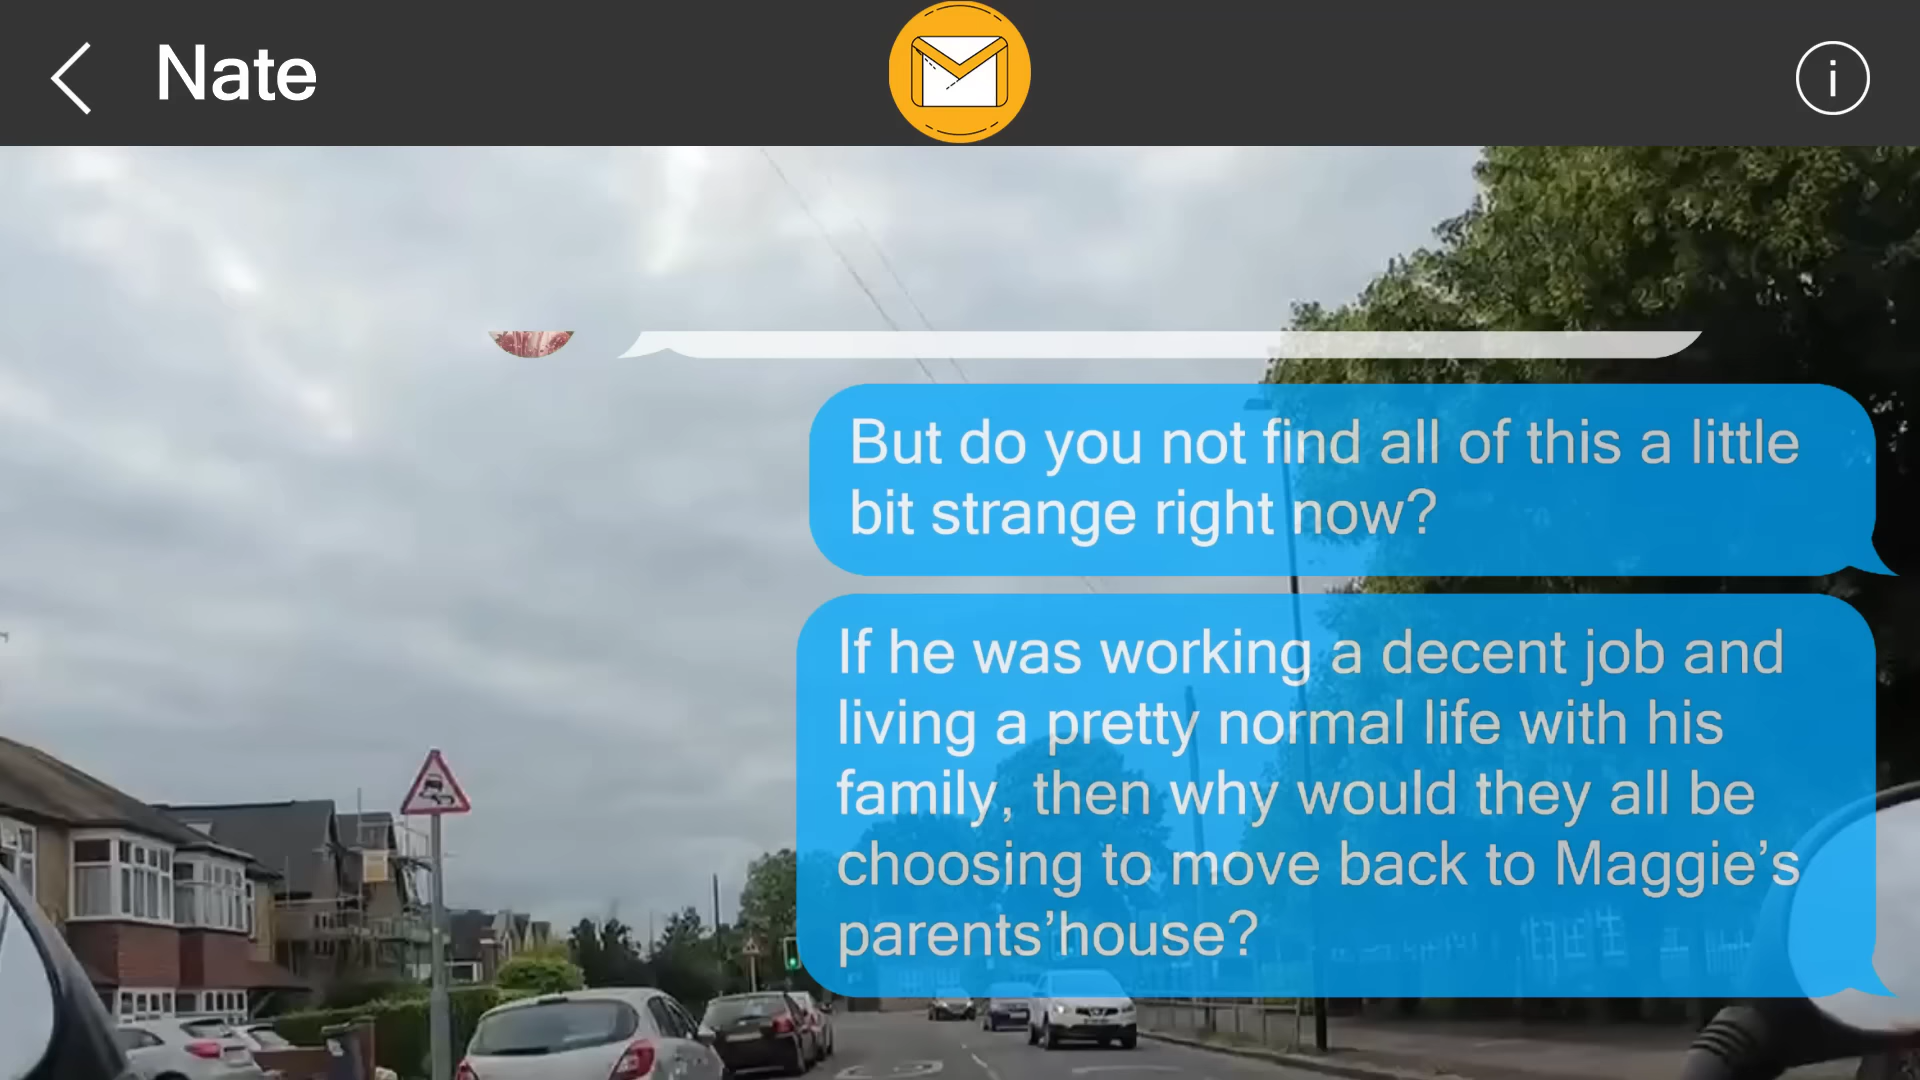 Nate
i
But do you not find all of this a little
bit strange right now?
If he was working a decent job and
living a pretty normal life with his
family, then why would they all be
choosing to move back to Maggie’s
parents’house?